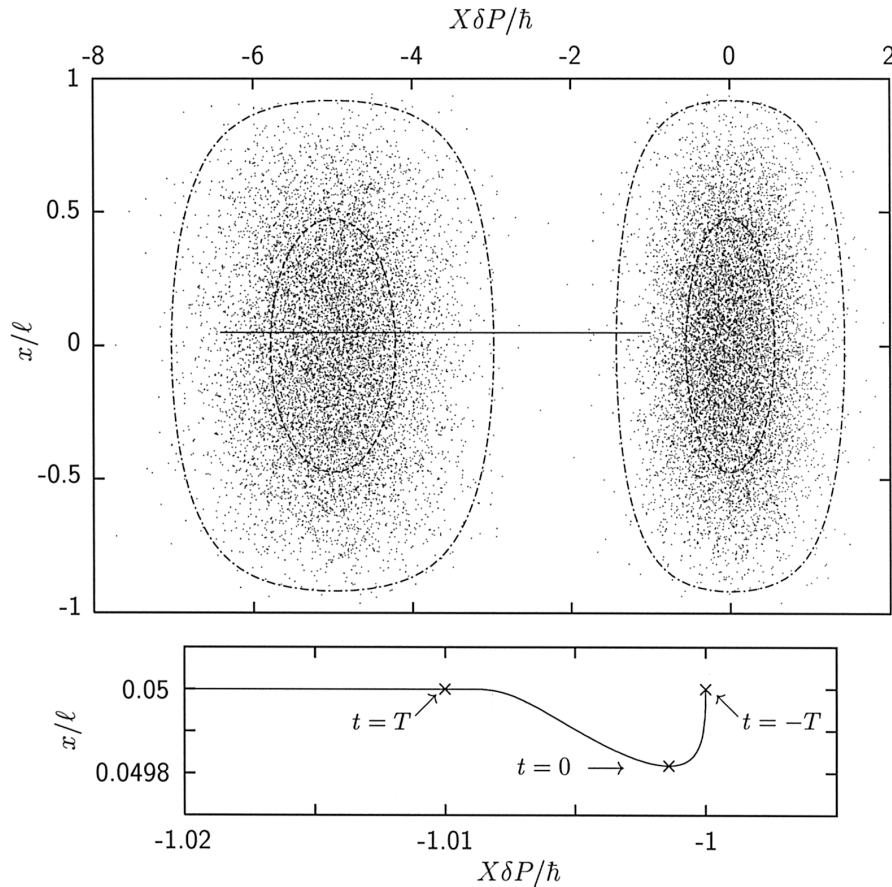 XδP/ℏ
-8 -6 -4 -2 0 2
1
0.5
x/ℓ
0
-0.5
-1
0.05
t = T
t = −T
x/ℓ
t = 0
0.0498
-1.02 -1.01 -1
XδP/ℏ